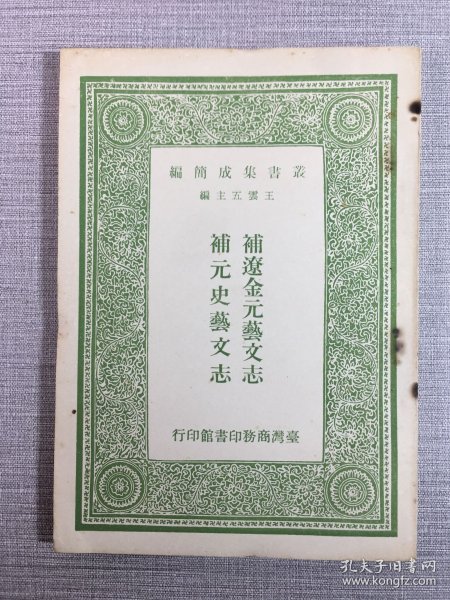 叢書集成簡編
王雲五主編
補遼金元藝文志
補元史藝文志
臺灣商務印書館印行
孔夫子旧书网
www.kongfz.com